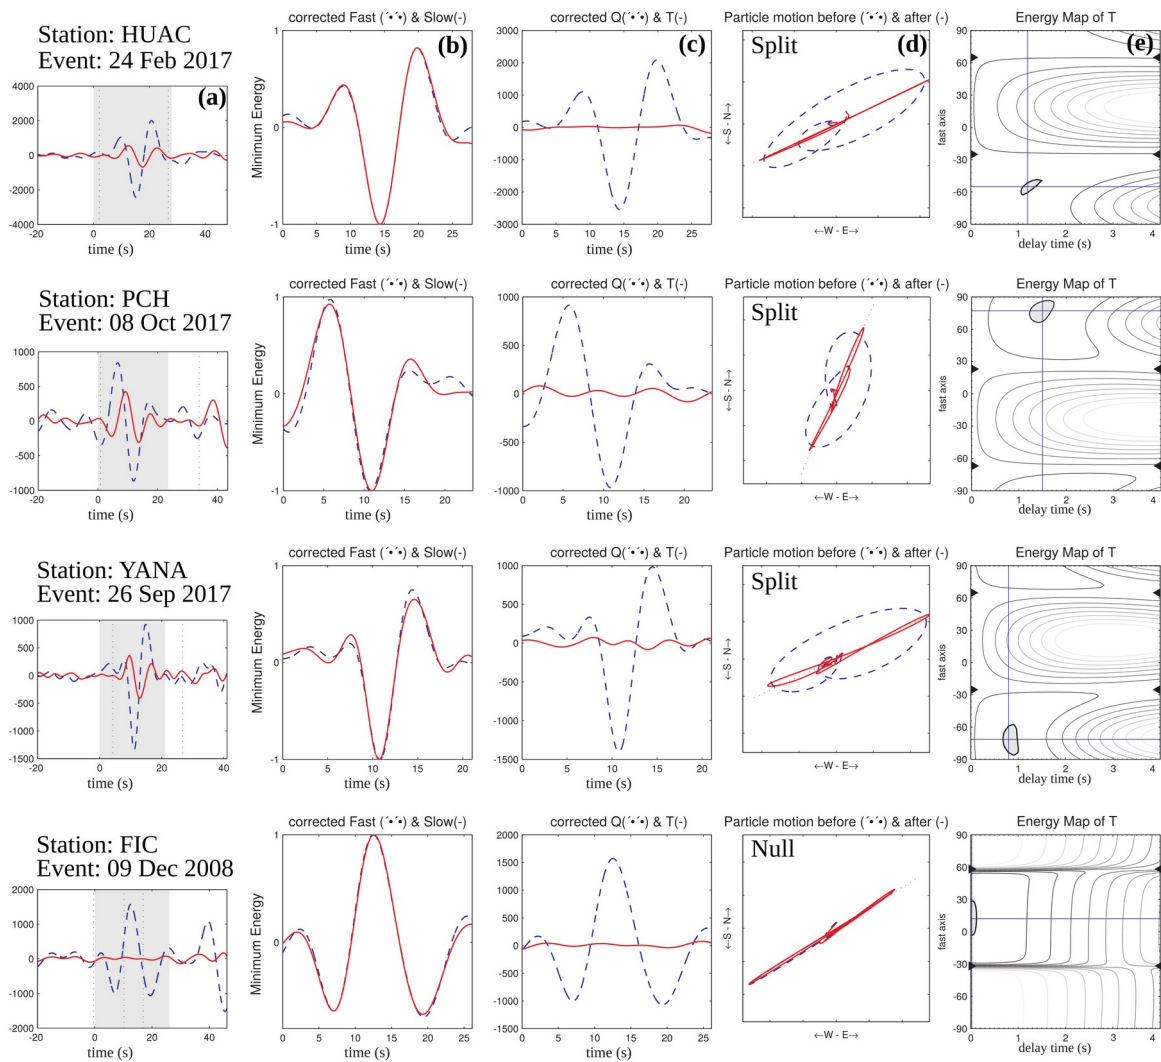 Station: HUAC
Event: 24 Feb 2017
(a)
4000
2000
0
-2000
-4000
-20 0 20 40
time (s)
corrected Fast (´•´•) & Slow(-)
(b)
Minimum Energy
1
0
-1
0 5 10 15 20 25
time (s)
corrected Q(´•´•) & T(-)
(c)
3000
2000
1000
0
-1000
-2000
-3000
0 5 10 15 20 25
time (s)
Particle motion before (´•´•) & after (-)
Split
(d)
←S - N→
←W - E→
Energy Map of T
(e)
fast axis
90
60
30
0
-30
-60
-90
0 1 2 3 4
delay time (s)
Station: PCH
Event: 08 Oct 2017
1000
500
0
-500
-1000
-20 0 20 40
time (s)
corrected Fast (´•´•) & Slow(-)
Minimum Energy
1
0
-1
0 5 10 15 20
time (s)
corrected Q(´•´•) & T(-)
1000
500
0
-500
-1000
0 5 10 15 20
time (s)
Particle motion before (´•´•) & after (-)
Split
←S - N→
←W - E→
Energy Map of T
fast axis
90
60
30
0
-30
-60
-90
0 1 2 3 4
delay time (s)
Station: YANA
Event: 26 Sep 2017
1000
500
0
-500
-1000
-1500
-20 0 20 40
time (s)
corrected Fast (´•´•) & Slow(-)
Minimum Energy
1
0
-1
0 5 10 15 20
time (s)
corrected Q(´•´•) & T(-)
1000
500
0
-500
1000
-1500
0 5 10 15 20
time (s)
Particle motion before (´•´•) & after (-)
Split
←S - N→
←W - E→
Energy Map of T
fast axis
90
60
30
0
-30
-60
-90
0 1 2 3 4
delay time (s)
Station: FIC
Event: 09 Dec 2008
2000
1000
0
-1000
-2000
-20 0 20 40
time (s)
corrected Fast (´•´•) & Slow(-)
Minimum Energy
1
0
-1
0 5 10 15 20 25
time (s)
corrected Q(´•´•) & T(-)
2000
1500
1000
500
0
-500
-1000
-1500
0 5 10 15 20 25
time (s)
Particle motion before (´•´•) & after (-)
Null
←S - N→
←W - E→
Energy Map of T
fast axis
90
60
30
0
-30
-60
-90
0 1 2 3 4
delay time (s)